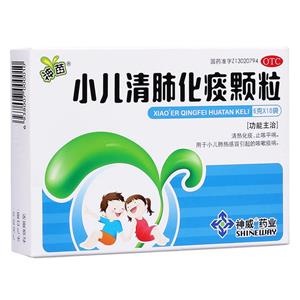 国药准字Z13020794
OTC
小儿清肺化痰颗粒
XIAO'ER QINGFEI HUATAN KELI
6克X10袋
[功能主治]
清热化痰，止咳平喘。
用于小儿肺热感冒引起的咳嗽痰喘。
神威药业
SHINEWAY